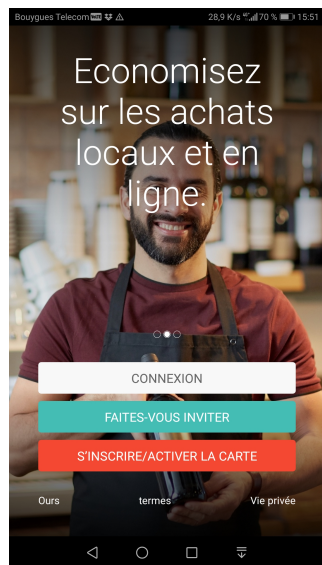 Bouygues Telecom 28,9 K/s 70 % 15:51
Economisez
sur les achats
locaux et en
ligne.
CONNEXION
FAITES-VOUS INVITER
S'INSCRIRE/ACTIVER LA CARTE
Ours termes Vie privée